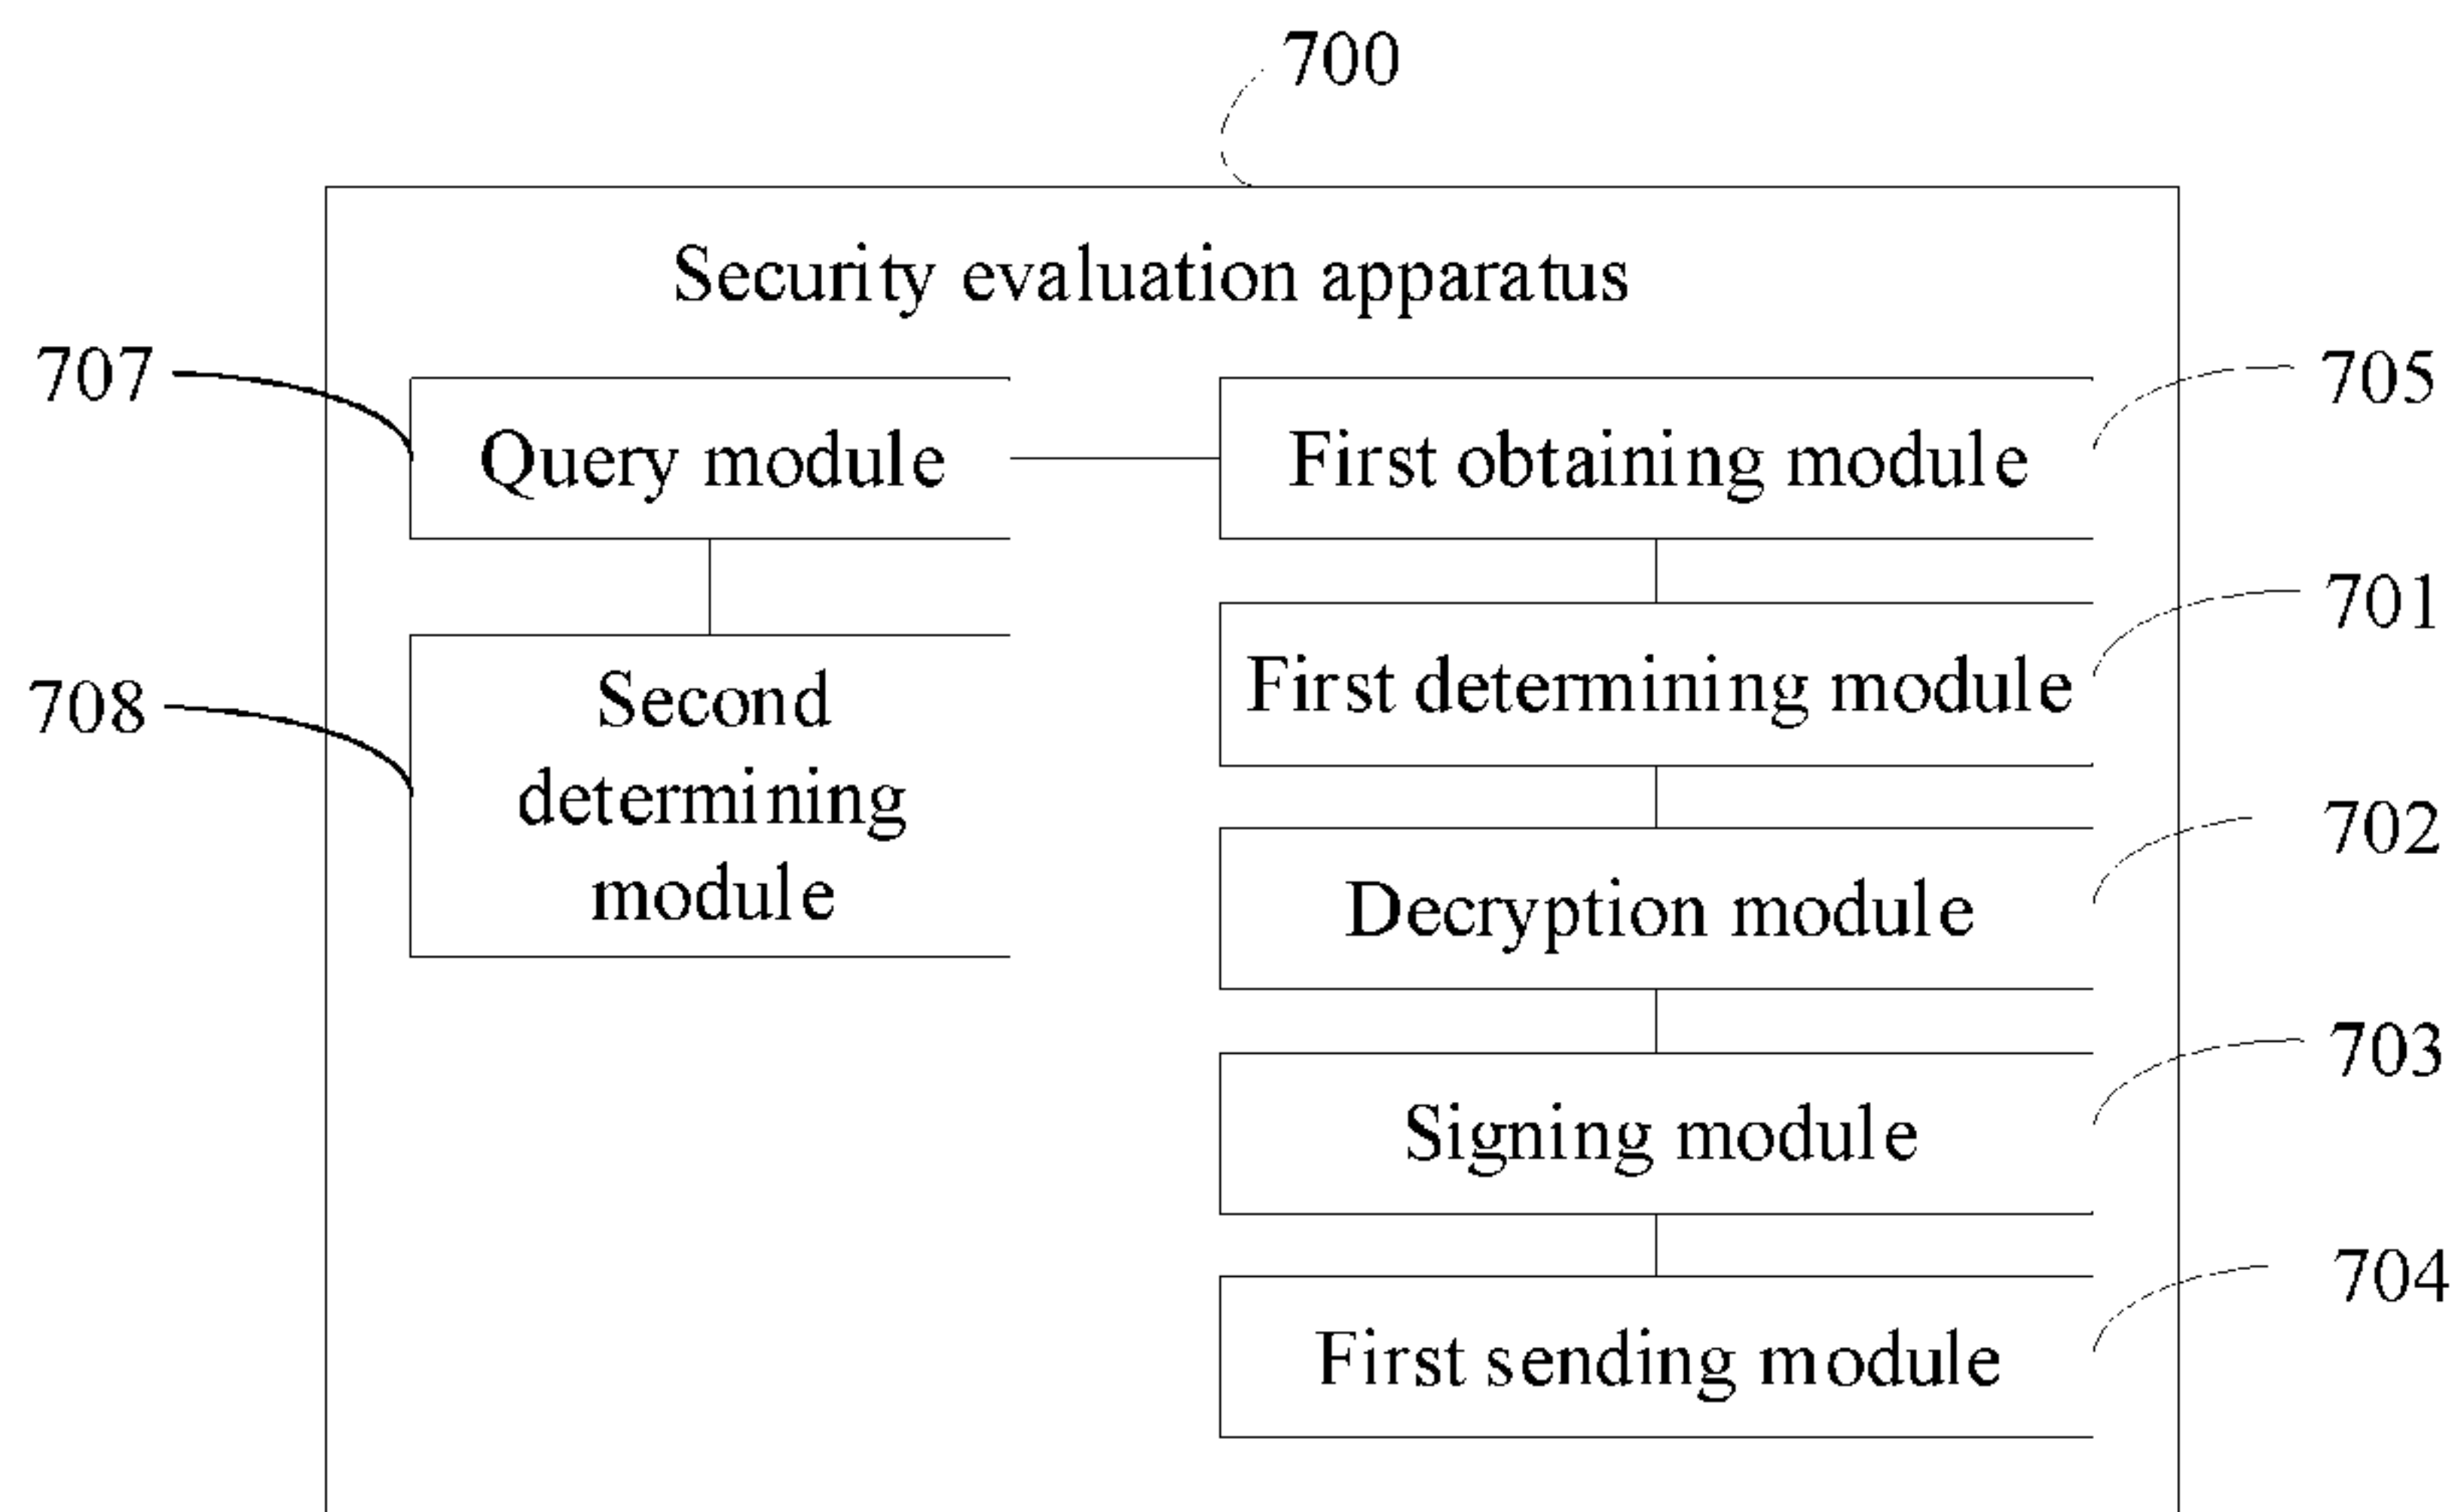 700
Security evaluation apparatus
707
Query module
First obtaining module
705
First determining module
701
708
Second
determining
module
Decryption module
702
Signing module
703
First sending module
704